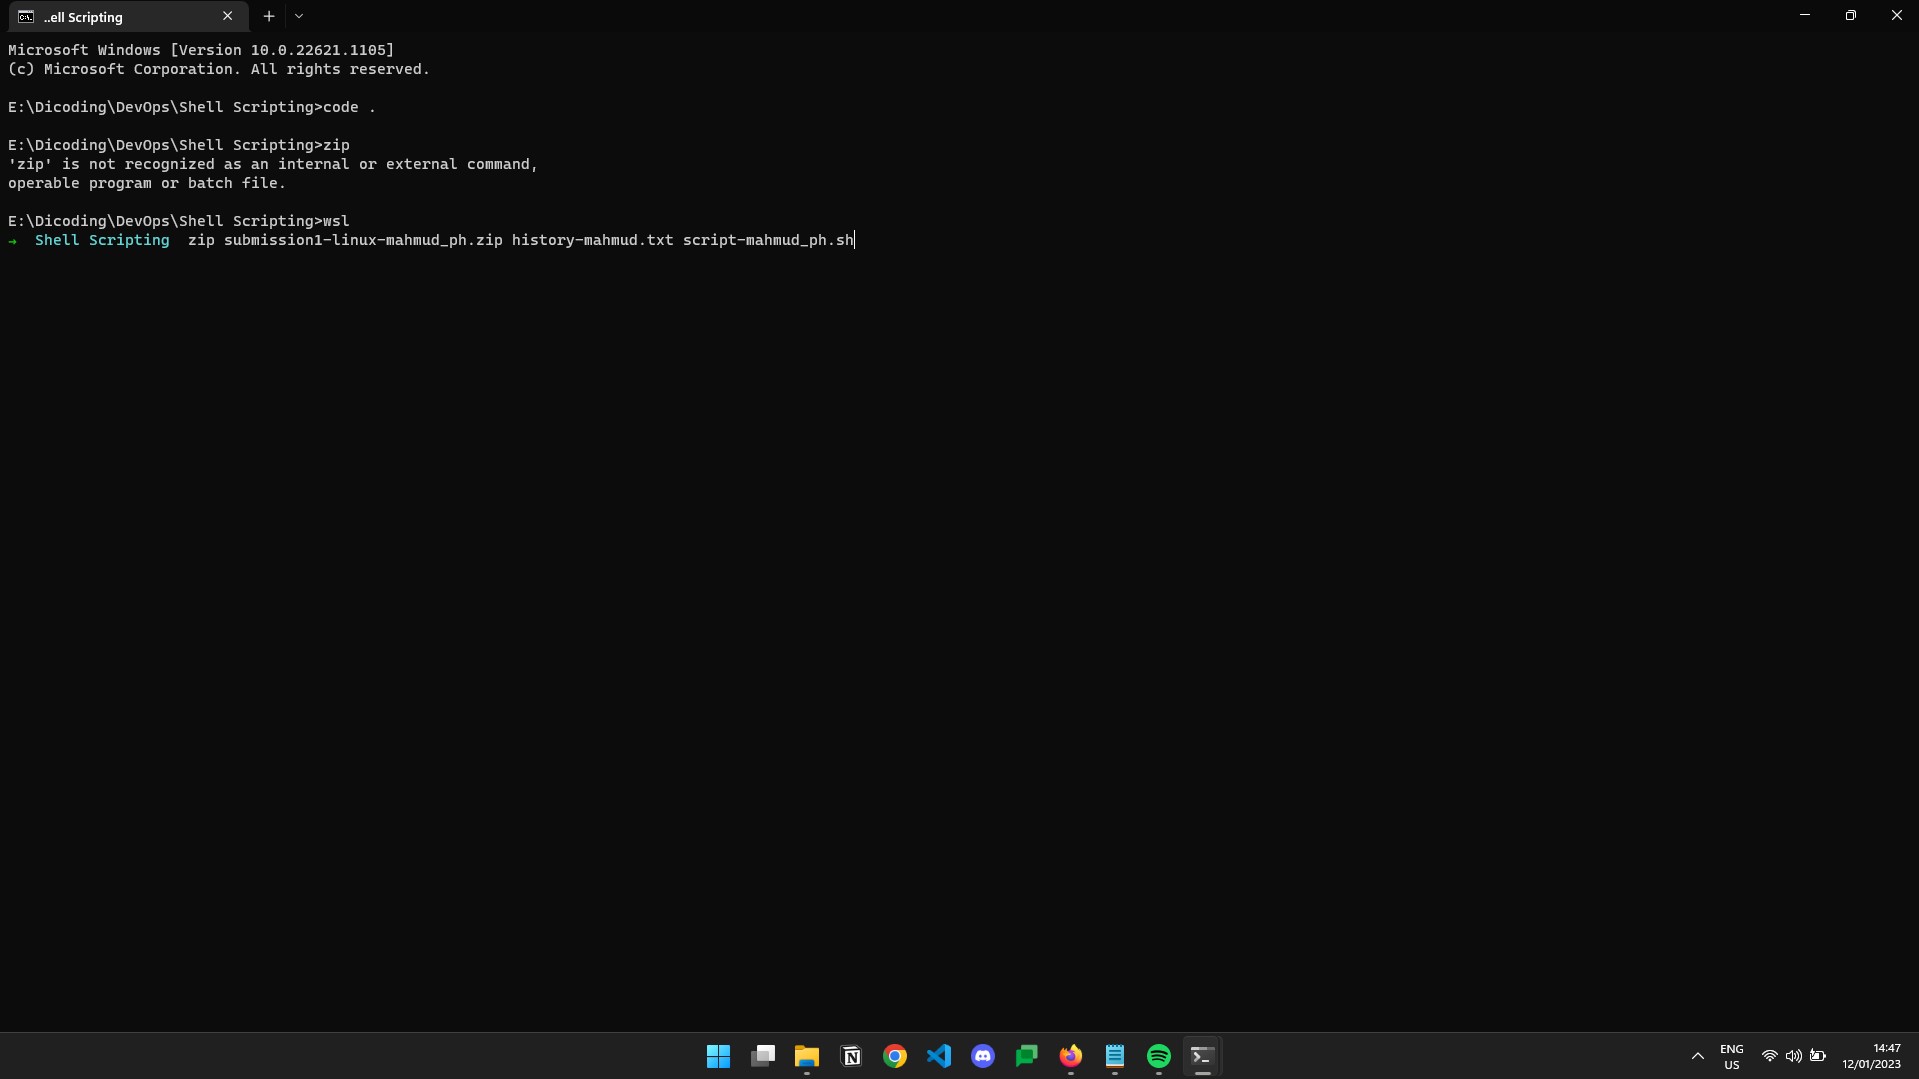 ..ell Scripting
Microsoft Windows [Version 10.0.22621.1105]
(c) Microsoft Corporation. All rights reserved.
E:\Dicoding\DevOps\Shell Scripting>code .
E:\Dicoding\DevOps\Shell Scripting>zip
'zip' is not recognized as an internal or external command,
operable program or batch file.
E:\Dicoding\DevOps\Shell Scripting>wsl
→ Shell Scripting zip submission1-linux-mahmud_ph.zip history-mahmud.txt script-mahmud_ph.sh
ENG
US
14:47
12/01/2023